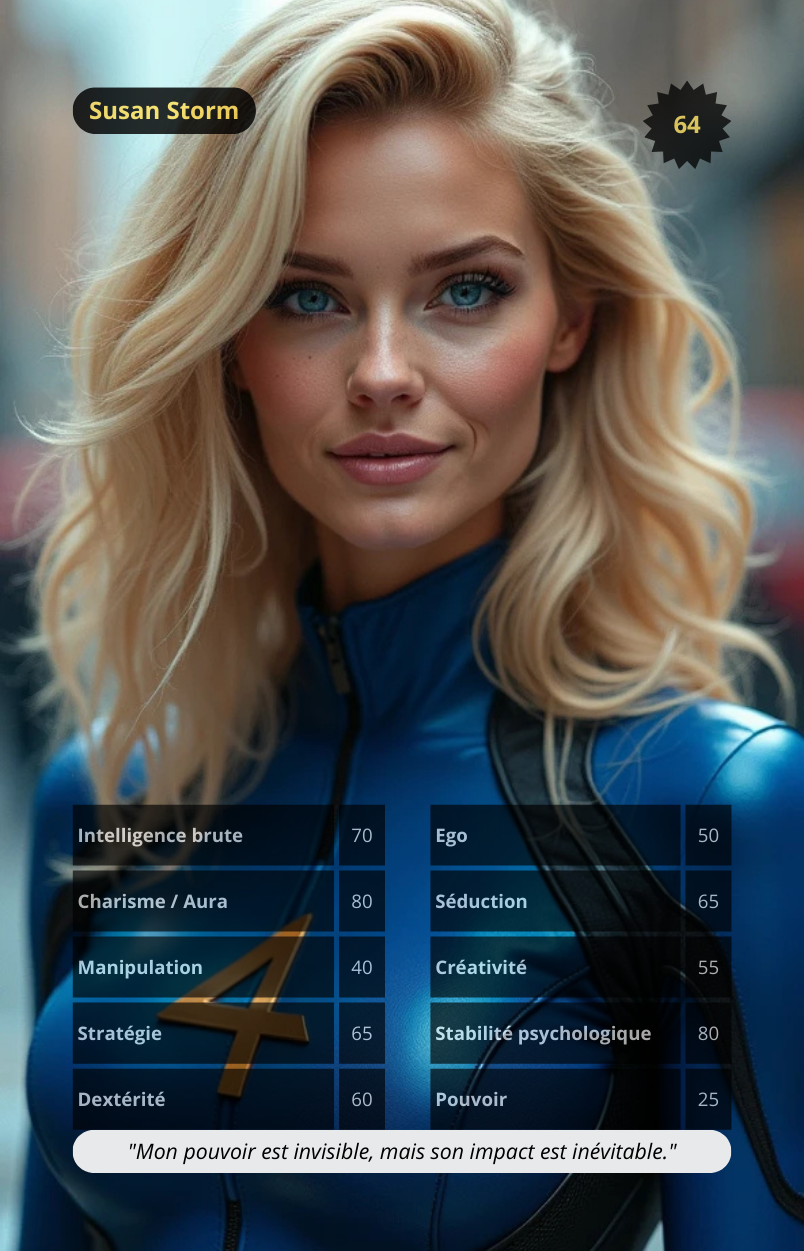 Susan Storm
64
Intelligence brute 70
Ego 50
Charisme / Aura 80
Séduction 65
Manipulation 40
Créativité 55
Stratégie 65
Stabilité psychologique 80
Dextérité 60
Pouvoir 25
4
"Mon pouvoir est invisible, mais son impact est inévitable."